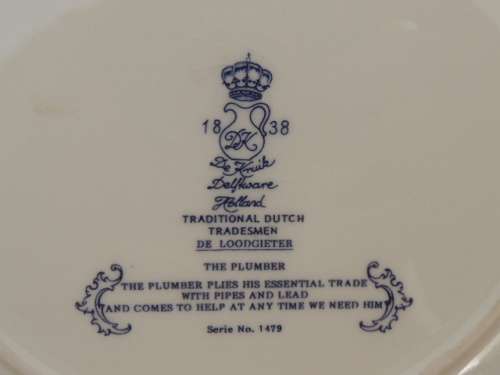 18 DK 38
De Kruik
Delftware
Holland
TRADITIONAL DUTCH
TRADESMEN
DE LOODGIETER
THE PLUMBER
THE PLUMBER PLIES HIS ESSENTIAL TRADE
WITH PIPES AND LEAD
AND COMES TO HELP AT ANY TIME WE NEED HIM
Serie No. 1479